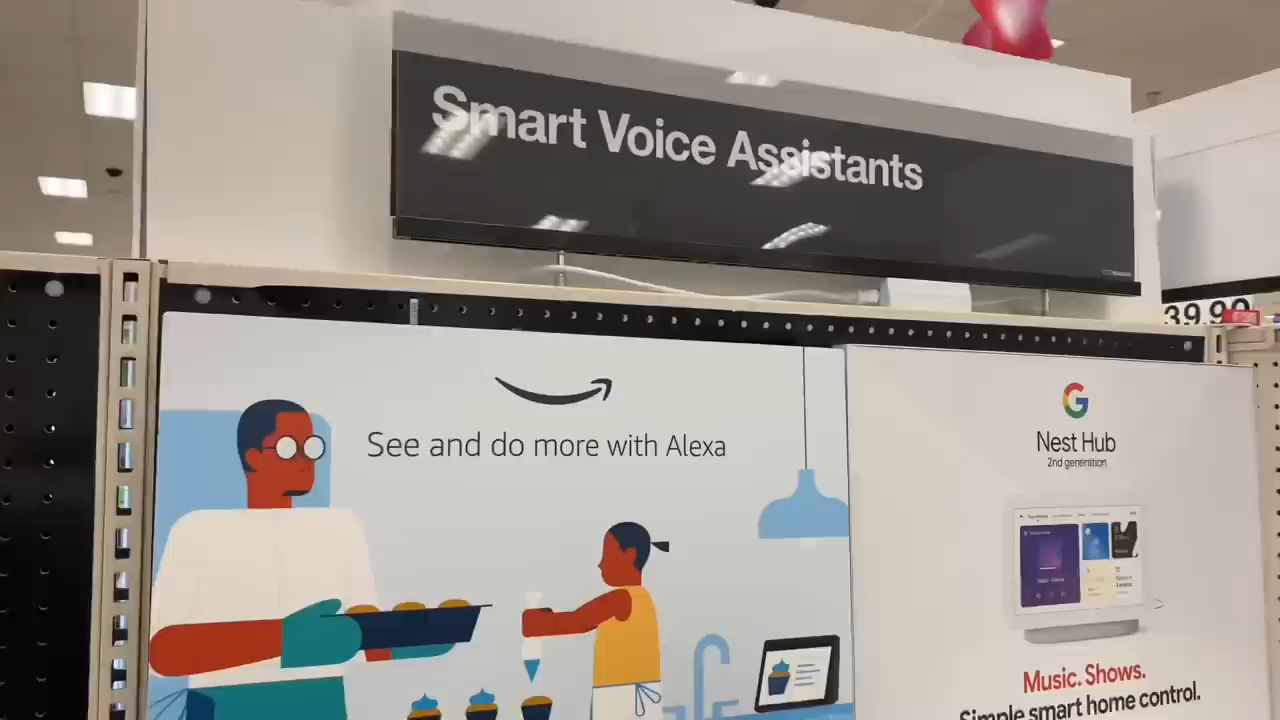 Smart Voice Assistants
39.99
See and do more with Alexa
G
Nest Hub
2nd generation
Music. Shows.
Simple smart home control.